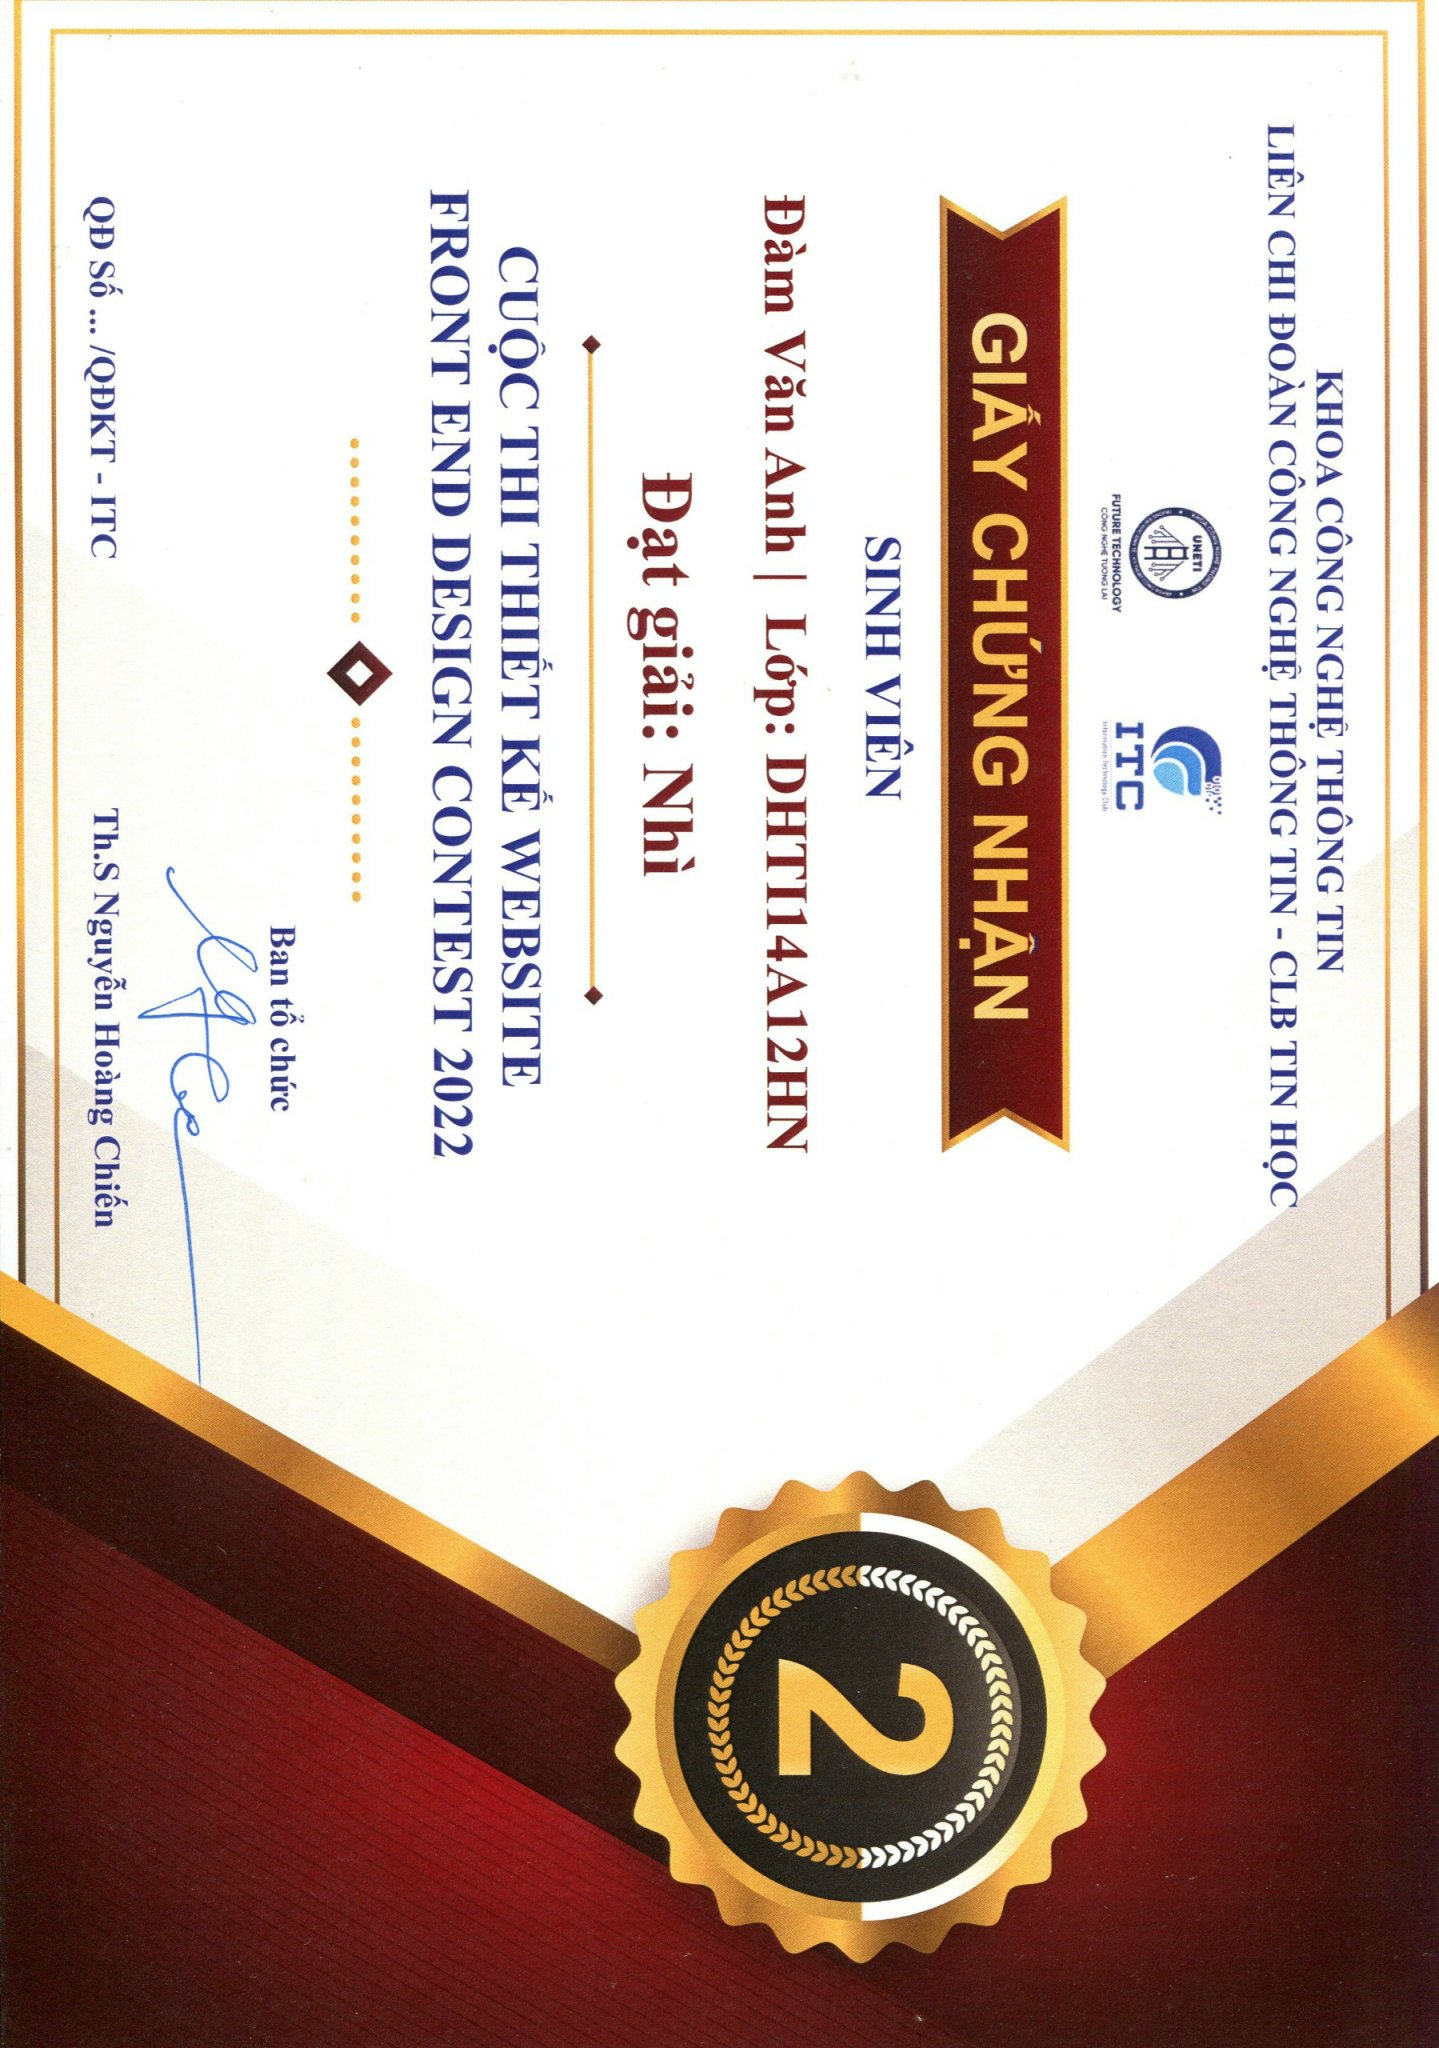 KHOA CÔNG NGHỆ THÔNG TIN
LIÊN CHI ĐOÀN CÔNG NGHỆ THÔNG TIN - CLB TIN HỌC
UNETI
FUTURE TECHNOLOGY
CÔNG NGHỆ TƯƠNG LAI
ITC
Information Technology Club
GIẤY CHỨNG NHẬN
SINH VIÊN
Đàm Văn Anh | Lớp: DHTI14A12HN
Đạt giải: Nhì
2
CUỘC THI THIẾT KẾ WEBSITE
FRONT END DESIGN CONTEST 2022
Ban tổ chức
QĐ Số ... /QĐKT - ITC
Th.S Nguyễn Hoàng Chiến